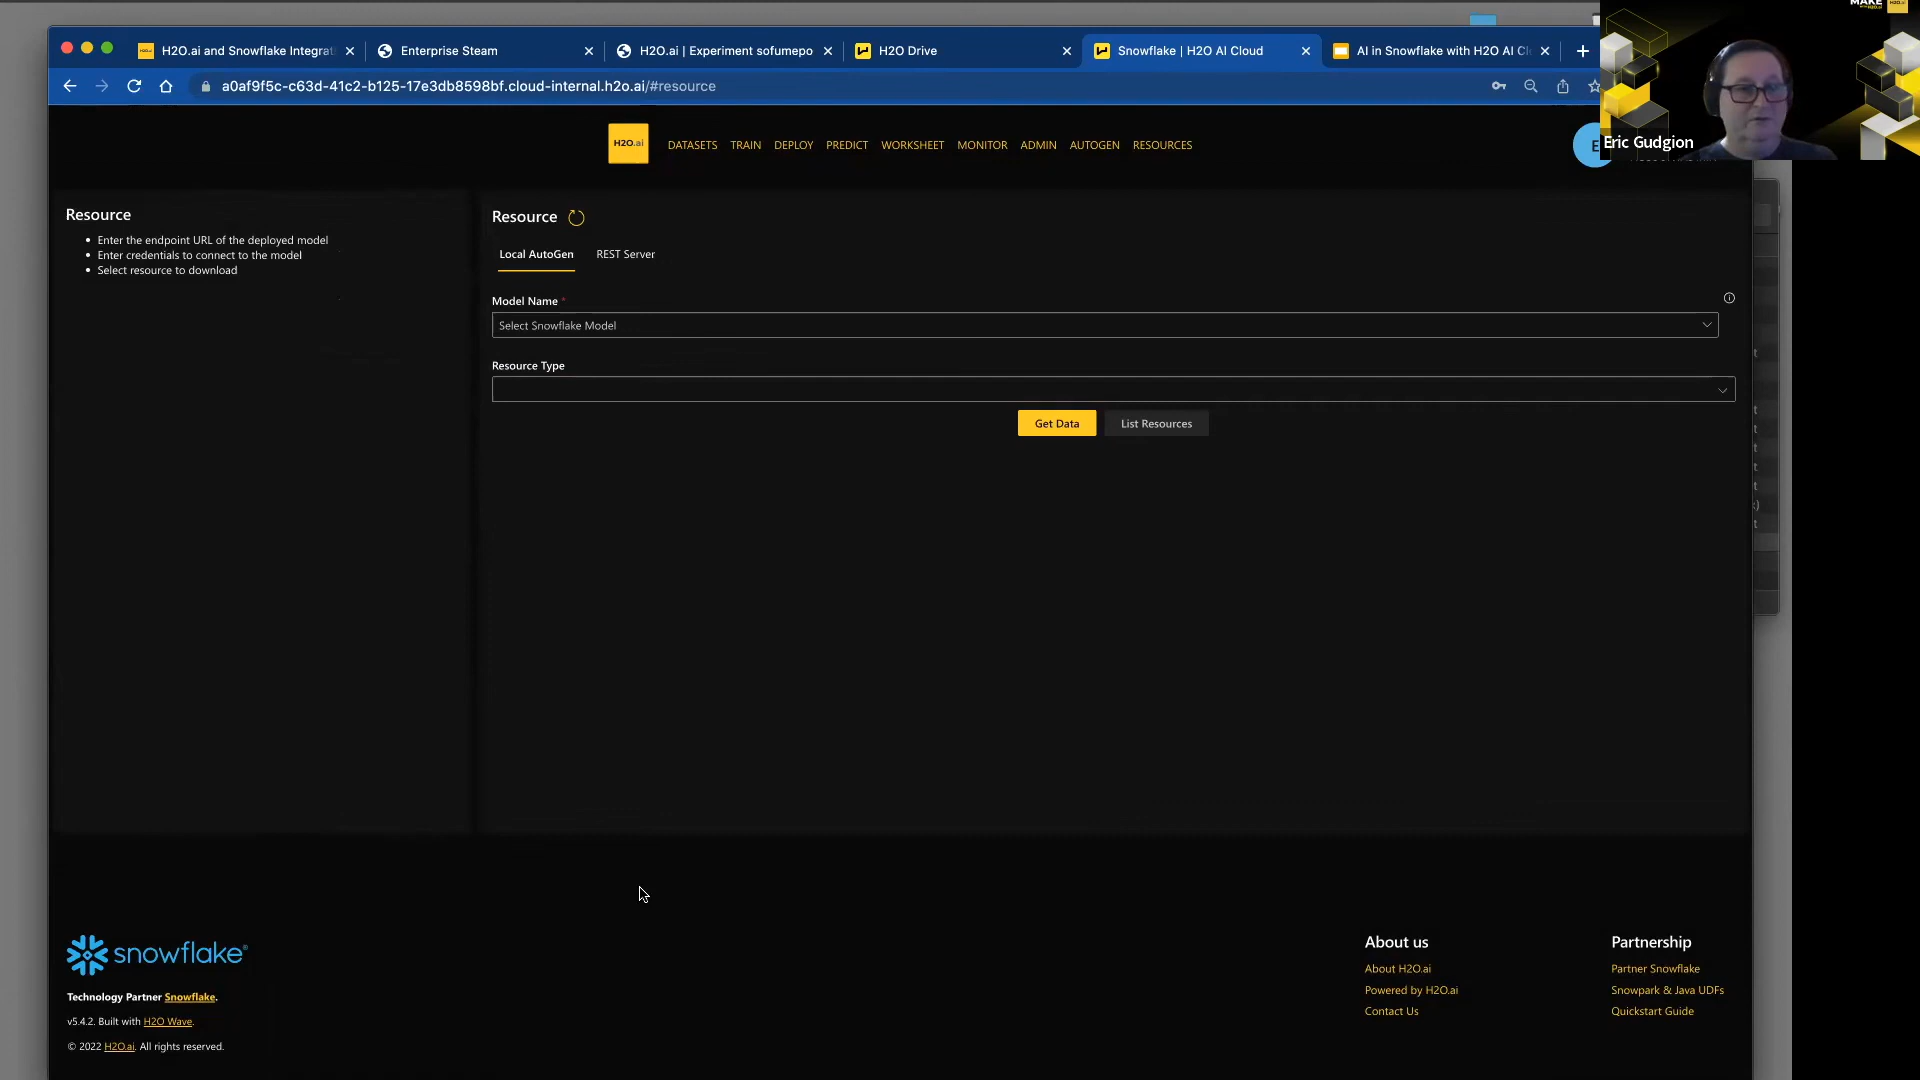 H2O.ai and Snowflake Integrat
Enterprise Steam
H2O.ai | Experiment sofumepo
H2O Drive
Snowflake | H2O AI Cloud
AI in Snowflake with H2O AI Cl
a0af9f5c-c63d-41c2-b125-17e3db8598bf.cloud-internal.h2o.ai/#resource
MAKE
Eric Gudgion
H2O.ai
DATASETS
TRAIN
DEPLOY
PREDICT
WORKSHEET
MONITOR
ADMIN
AUTOGEN
RESOURCES
E
Resource
Enter the endpoint URL of the deployed model
Enter credentials to connect to the model
Select resource to download
Resource
Local AutoGen
REST Server
Model Name *
Select Snowflake Model
Resource Type
Get Data
List Resources
snowflake®
Technology Partner Snowflake.
v5.4.2. Built with H2O Wave.
© 2022 H2O.ai. All rights reserved.
About us
About H2O.ai
Powered by H2O.ai
Contact Us
Partnership
Partner Snowflake
Snowpark & Java UDFs
Quickstart Guide